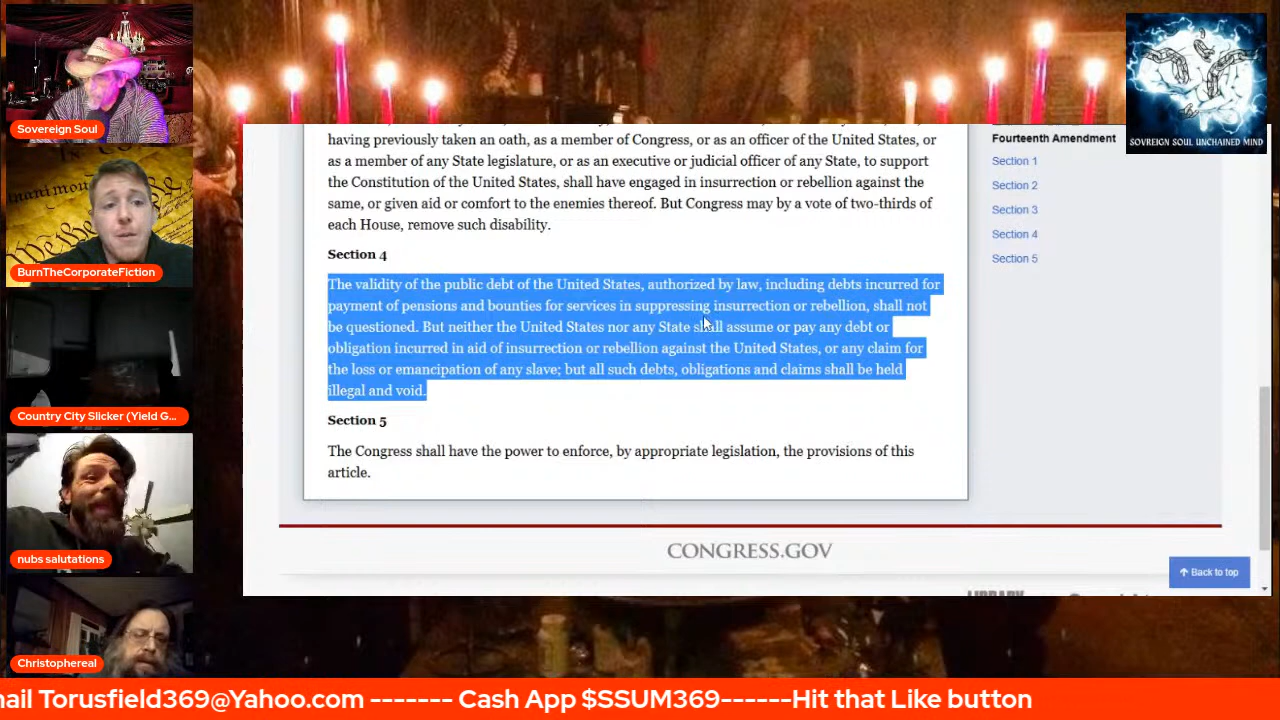 Sovereign Soul
BurnTheCorporateFiction
Country City Slicker (Yield G...
nubs salutations
Christophereal
having previously taken an oath, as a member of Congress, or as an officer of the United States, or
as a member of any State legislature, or as an executive or judicial officer of any State, to support
the Constitution of the United States, shall have engaged in insurrection or rebellion against the
same, or given aid or comfort to the enemies thereof. But Congress may by a vote of two-thirds of
each House, remove such disability.
Section 4
The validity of the public debt of the United States, authorized by law, including debts incurred for
payment of pensions and bounties for services in suppressing insurrection or rebellion, shall not
be questioned. But neither the United States nor any State shall assume or pay any debt or
obligation incurred in aid of insurrection or rebellion against the United States, or any claim for
the loss or emancipation of any slave; but all such debts, obligations and claims shall be held
illegal and void.
Section 5
The Congress shall have the power to enforce, by appropriate legislation, the provisions of this
article.
CONGRESS.GOV
Fourteenth Amendment
Section 1
Section 2
Section 3
Section 4
Section 5
Back to top
SOVREIGN SOUL UNCHAINED MIND
We the
Torusfield369@Yahoo.com ------- Cash App $SSUM369------Hit that Like button